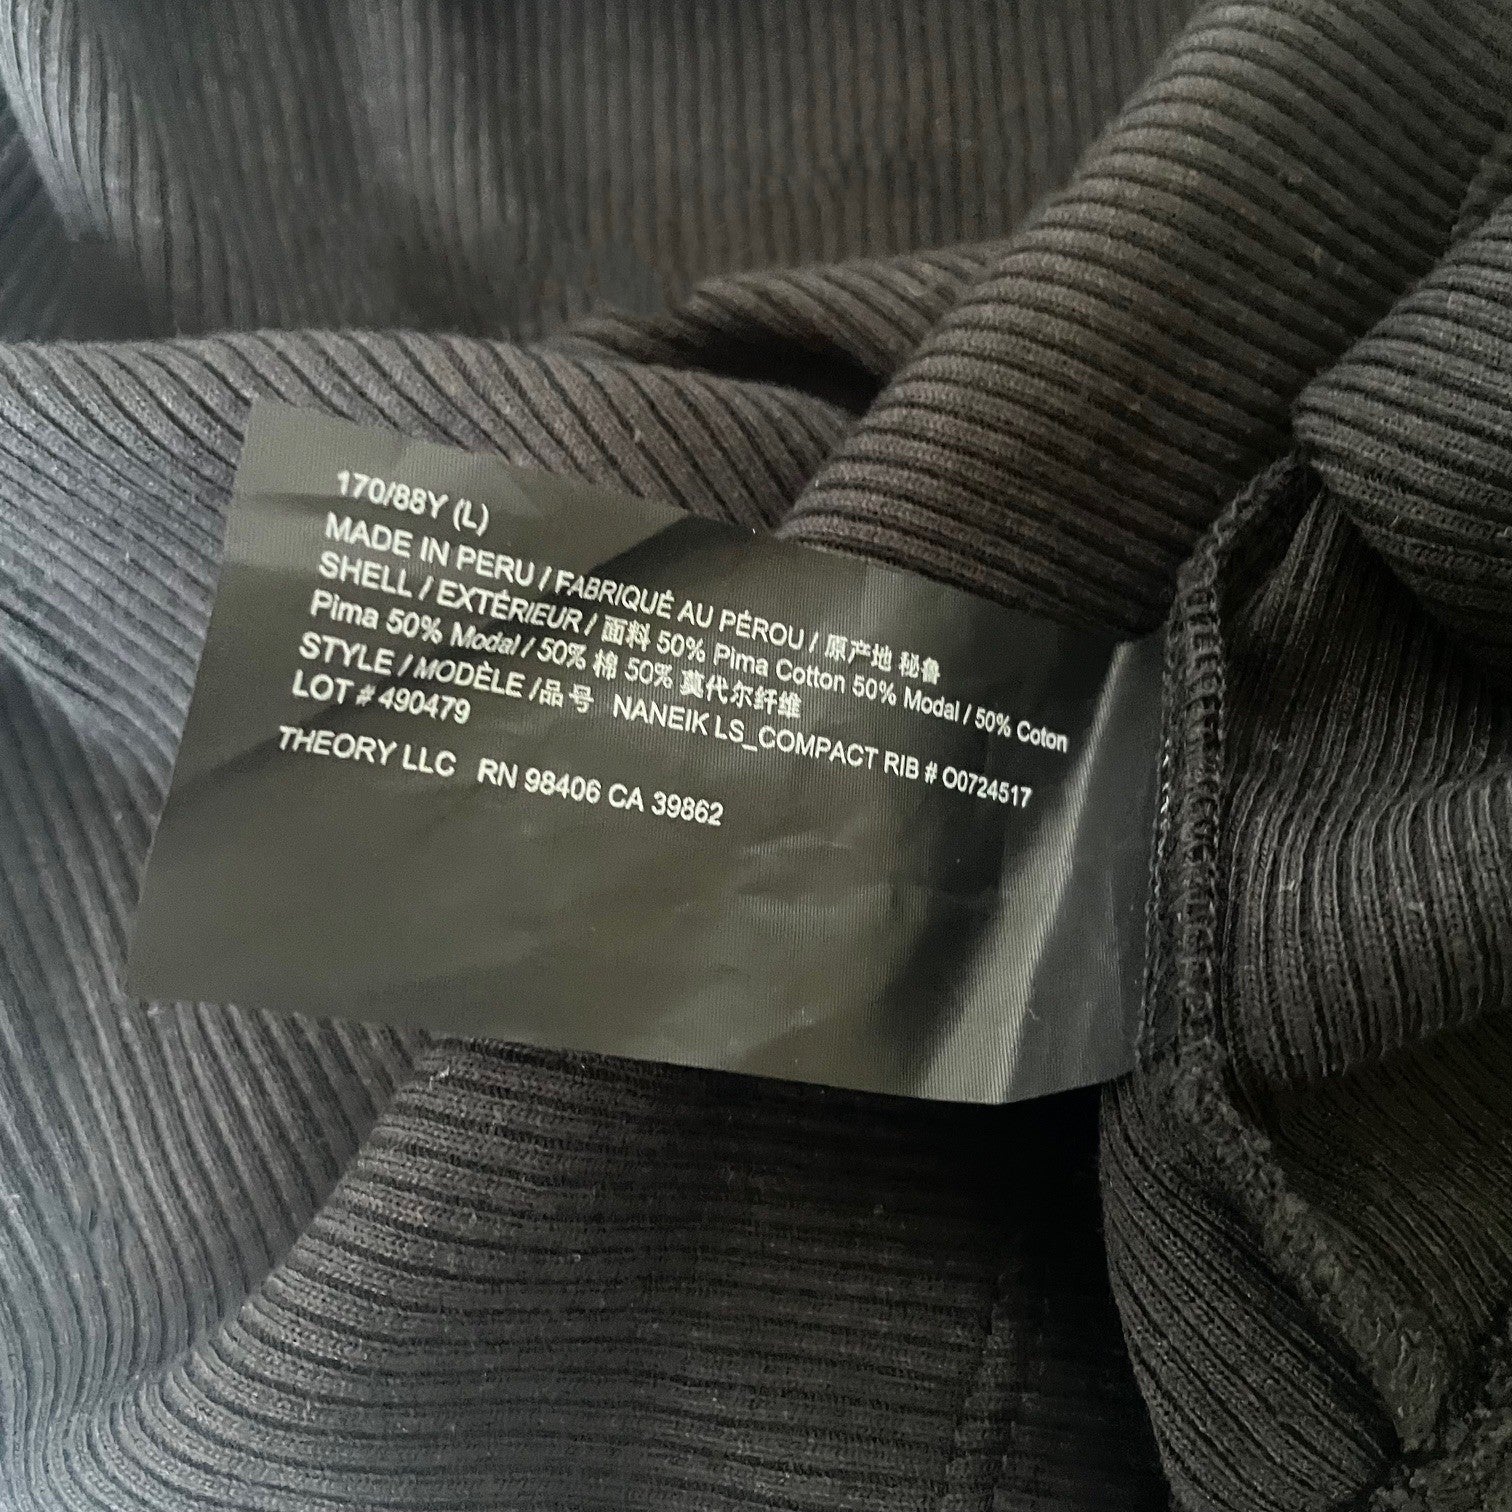 170/88Y (L)
MADE IN PERU / FABRIQUÉ AU PÉROU / 原产地 秘鲁
SHELL / EXTÉRIEUR / 面料 50% Pima Cotton 50% Modal / 50% Coton
Pima 50% Modal / 50% 棉 50% 莫代尔纤维
STYLE / MODÈLE /品号 NANEIK LS_COMPACT RIB # O0724517
LOT # 490479
THEORY LLC RN 98406 CA 39862